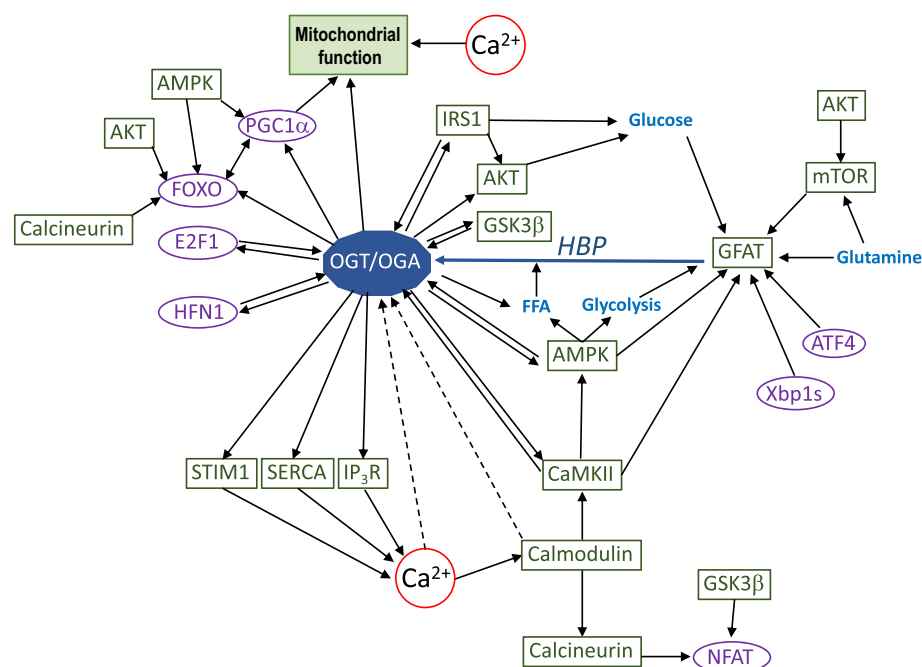 Mitochondrial
function
Ca²⁺
AMPK
PGC1α
IRS1
Glucose
AKT
AKT
AKT
mTOR
FOXO
Calcineurin
GSK3β
E2F1
OGT/OGA
HBP
GFAT
Glutamine
HFN1
FFA
Glycolysis
AMPK
ATF4
Xbp1s
STIM1
SERCA
IP₃R
CaMKII
Calmodulin
Ca²⁺
GSK3β
Calcineurin
NFAT